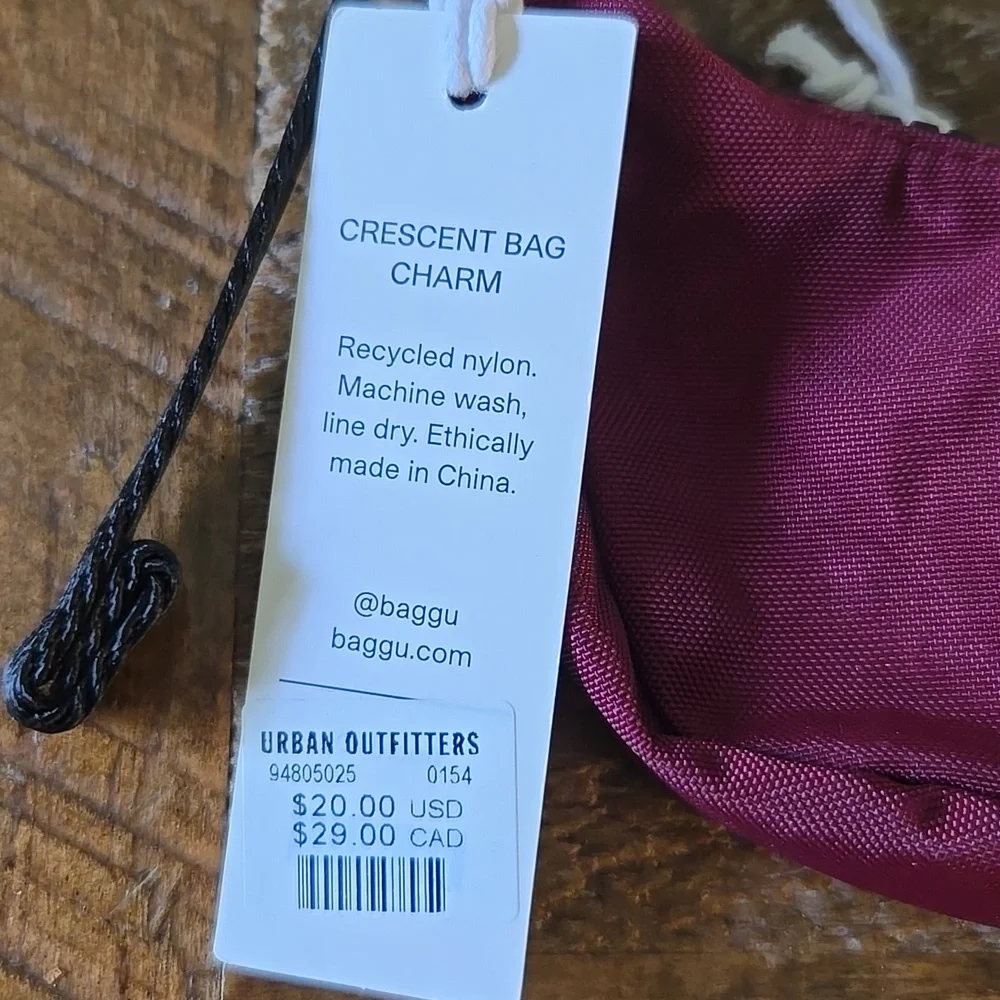 CRESCENT BAG
CHARM
Recycled nylon.
Machine wash,
line dry. Ethically
made in China.
@baggu
baggu.com
URBAN OUTFITTERS
94805025 0154
$20.00 USD
$29.00 CAD